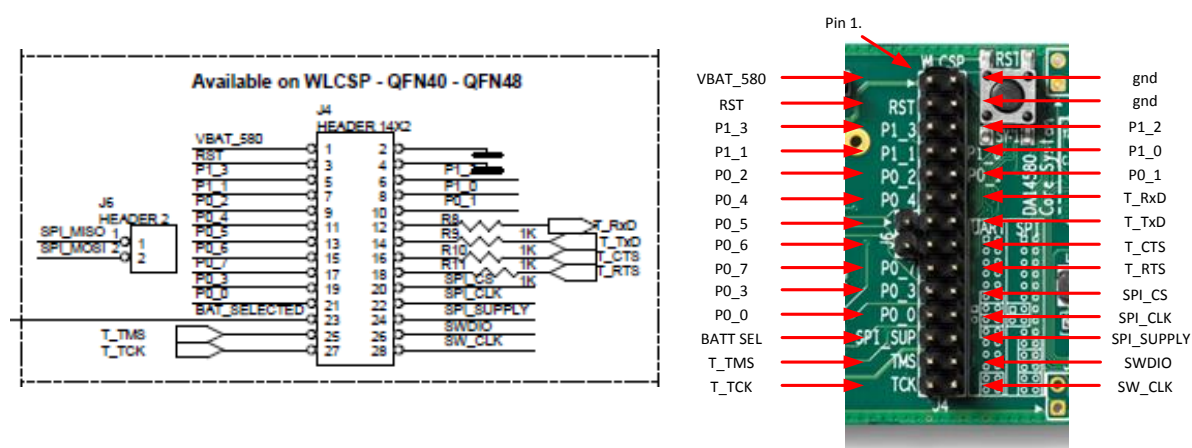 Available on WLCSP - QFN40 - QFN48
J4
HEADER 14X2
VBAT_580
RST
P1_3
P1_1
P0_2
P0_4
P0_5
P0_6
P0_7
P0_3
P0_0
BAT_SELECTED
T_TMS
T_TCK
1
3
5
7
9
11
13
15
17
19
21
23
25
27
2
4
6
8
10
12
14
16
18
20
22
24
26
28
P1_2
P1_0
P0_1
R8
R9
R10
R11
1K
1K
1K
1K
T_RxD
T_TxD
T_CTS
T_RTS
SPI_CS
SPI_CLK
SPI_SUPPLY
SWDIO
SW_CLK
J6
HEADER 2
SPI_MISO 1
SPI_MOSI 2
1
2
Pin 1.
VBAT_580
RST
P1_3
P1_1
P0_2
P0_4
P0_5
P0_6
P0_7
P0_3
P0_0
BATT SEL
T_TMS
T_TCK
WLCSP
RST
P1_3
P1_1
P0_2
P0_4
J6
P0_7
P0_3
P0_0
SPI_SUP
TMS
TCK
J4
RST
DA14580
UART SPI
gnd
gnd
P1_2
P1_0
P0_1
T_RxD
T_TxD
T_CTS
T_RTS
SPI_CS
SPI_CLK
SPI_SUPPLY
SWDIO
SW_CLK